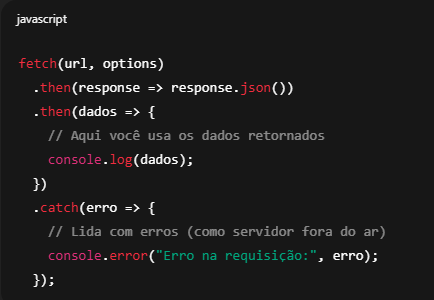 javascript
fetch(url, options)
  .then(response => response.json())
  .then(dados => {
    // Aqui você usa os dados retornados
    console.log(dados);
  })
  .catch(erro => {
    // Lida com erros (como servidor fora do ar)
    console.error("Erro na requisição:", erro);
  });